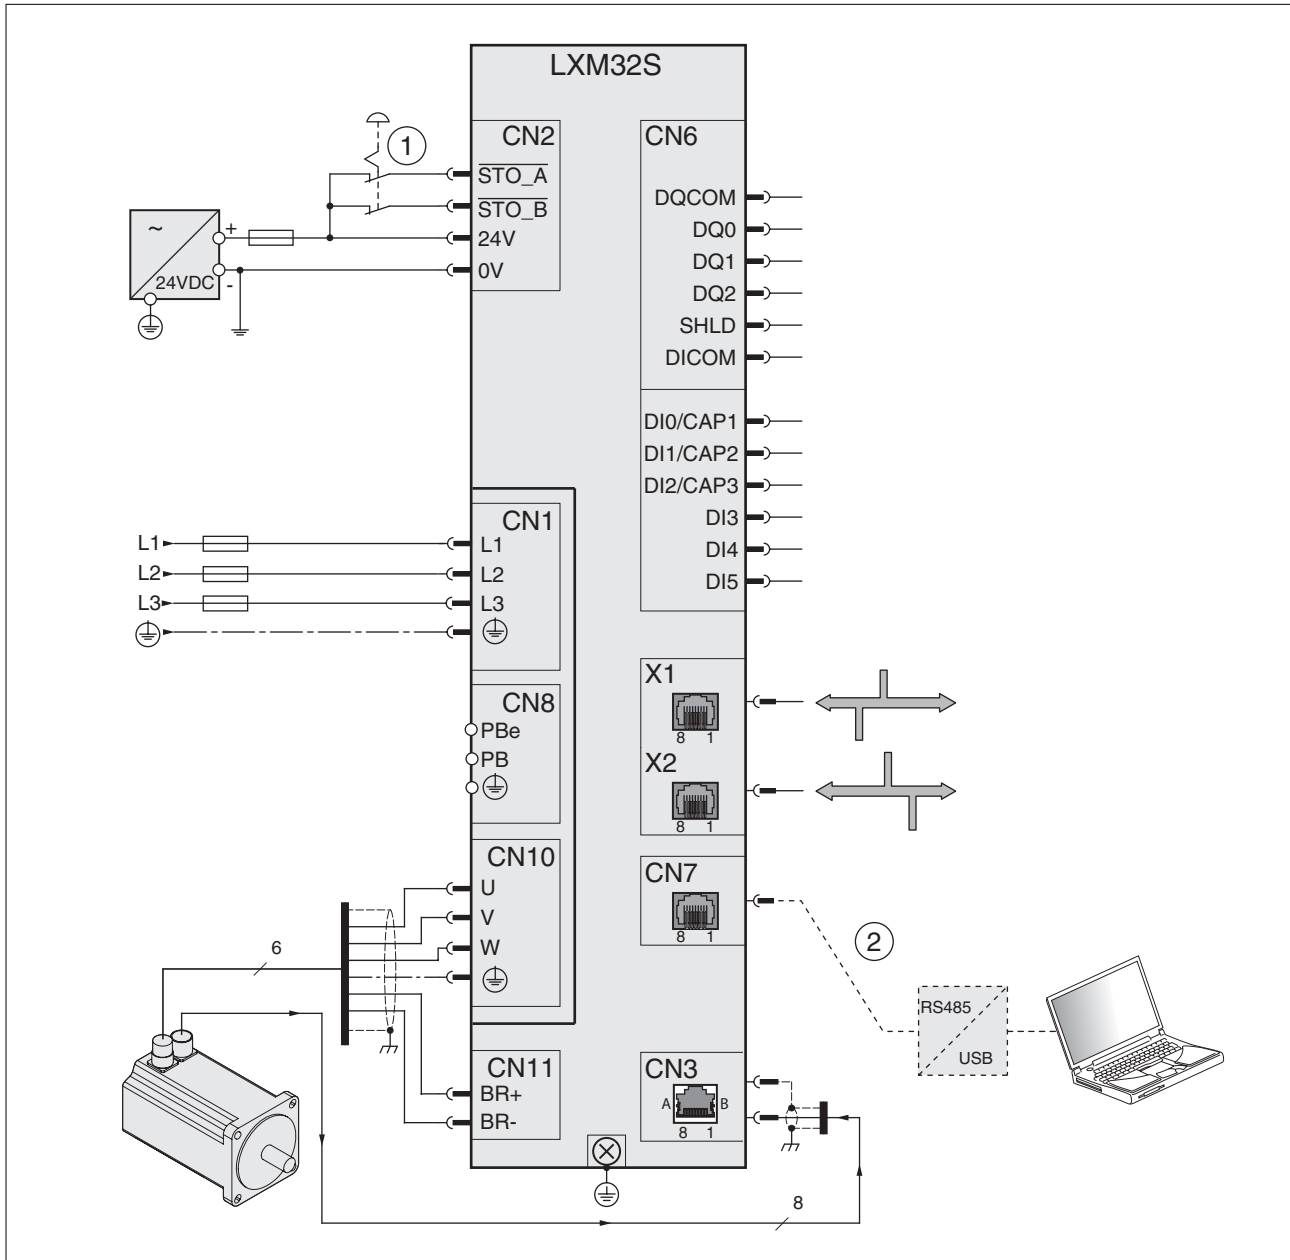 LXM32S
CN2
1
STO_A
STO_B
24V
0V
~
24VDC
+
-
CN6
DQCOM
DQ0
DQ1
DQ2
SHLD
DICOM
DI0/CAP1
DI1/CAP2
DI2/CAP3
DI3
DI4
DI5
CN1
L1 L1
L2 L2
L3 L3
CN8
PBe
PB
X1
8 1
X2
8 1
CN10
U
V
W
6
CN7
8 1
2
RS485
USB
CN11
BR+
BR-
CN3
A B
8 1
8